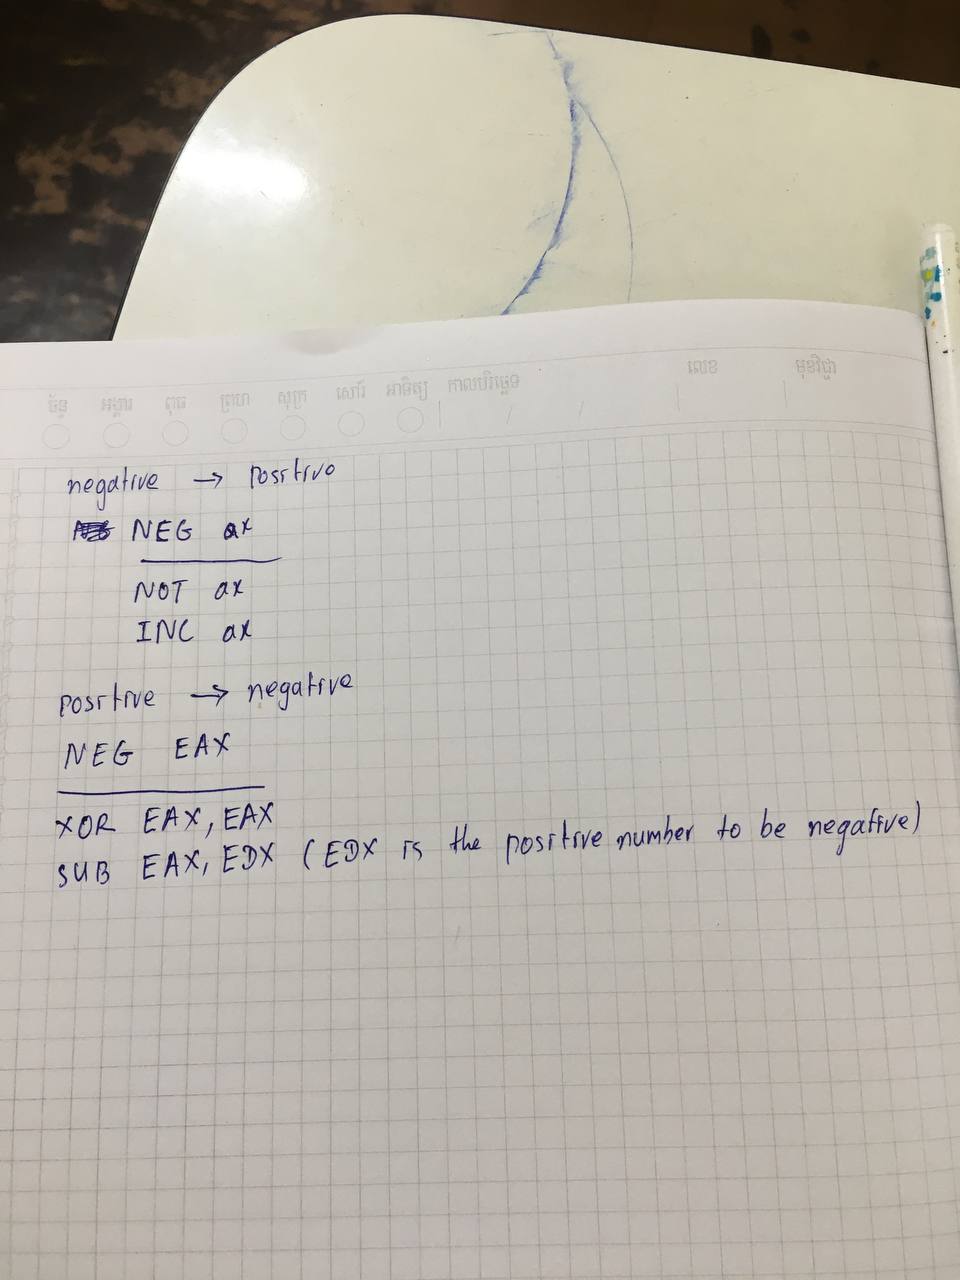 ច័ន្ទ អង្គារ ពុធ ព្រហ សុក្រ សៅរ៍ អាទិត្យ កាលបរិច្ឆេទ លេខ មុខវិជ្ជា
negative → positive
NEG ax
NOT ax
INC ax
positive → negative
NEG EAX
XOR EAX, EAX
SUB EAX, EDX (EDX is the positive number to be negative)